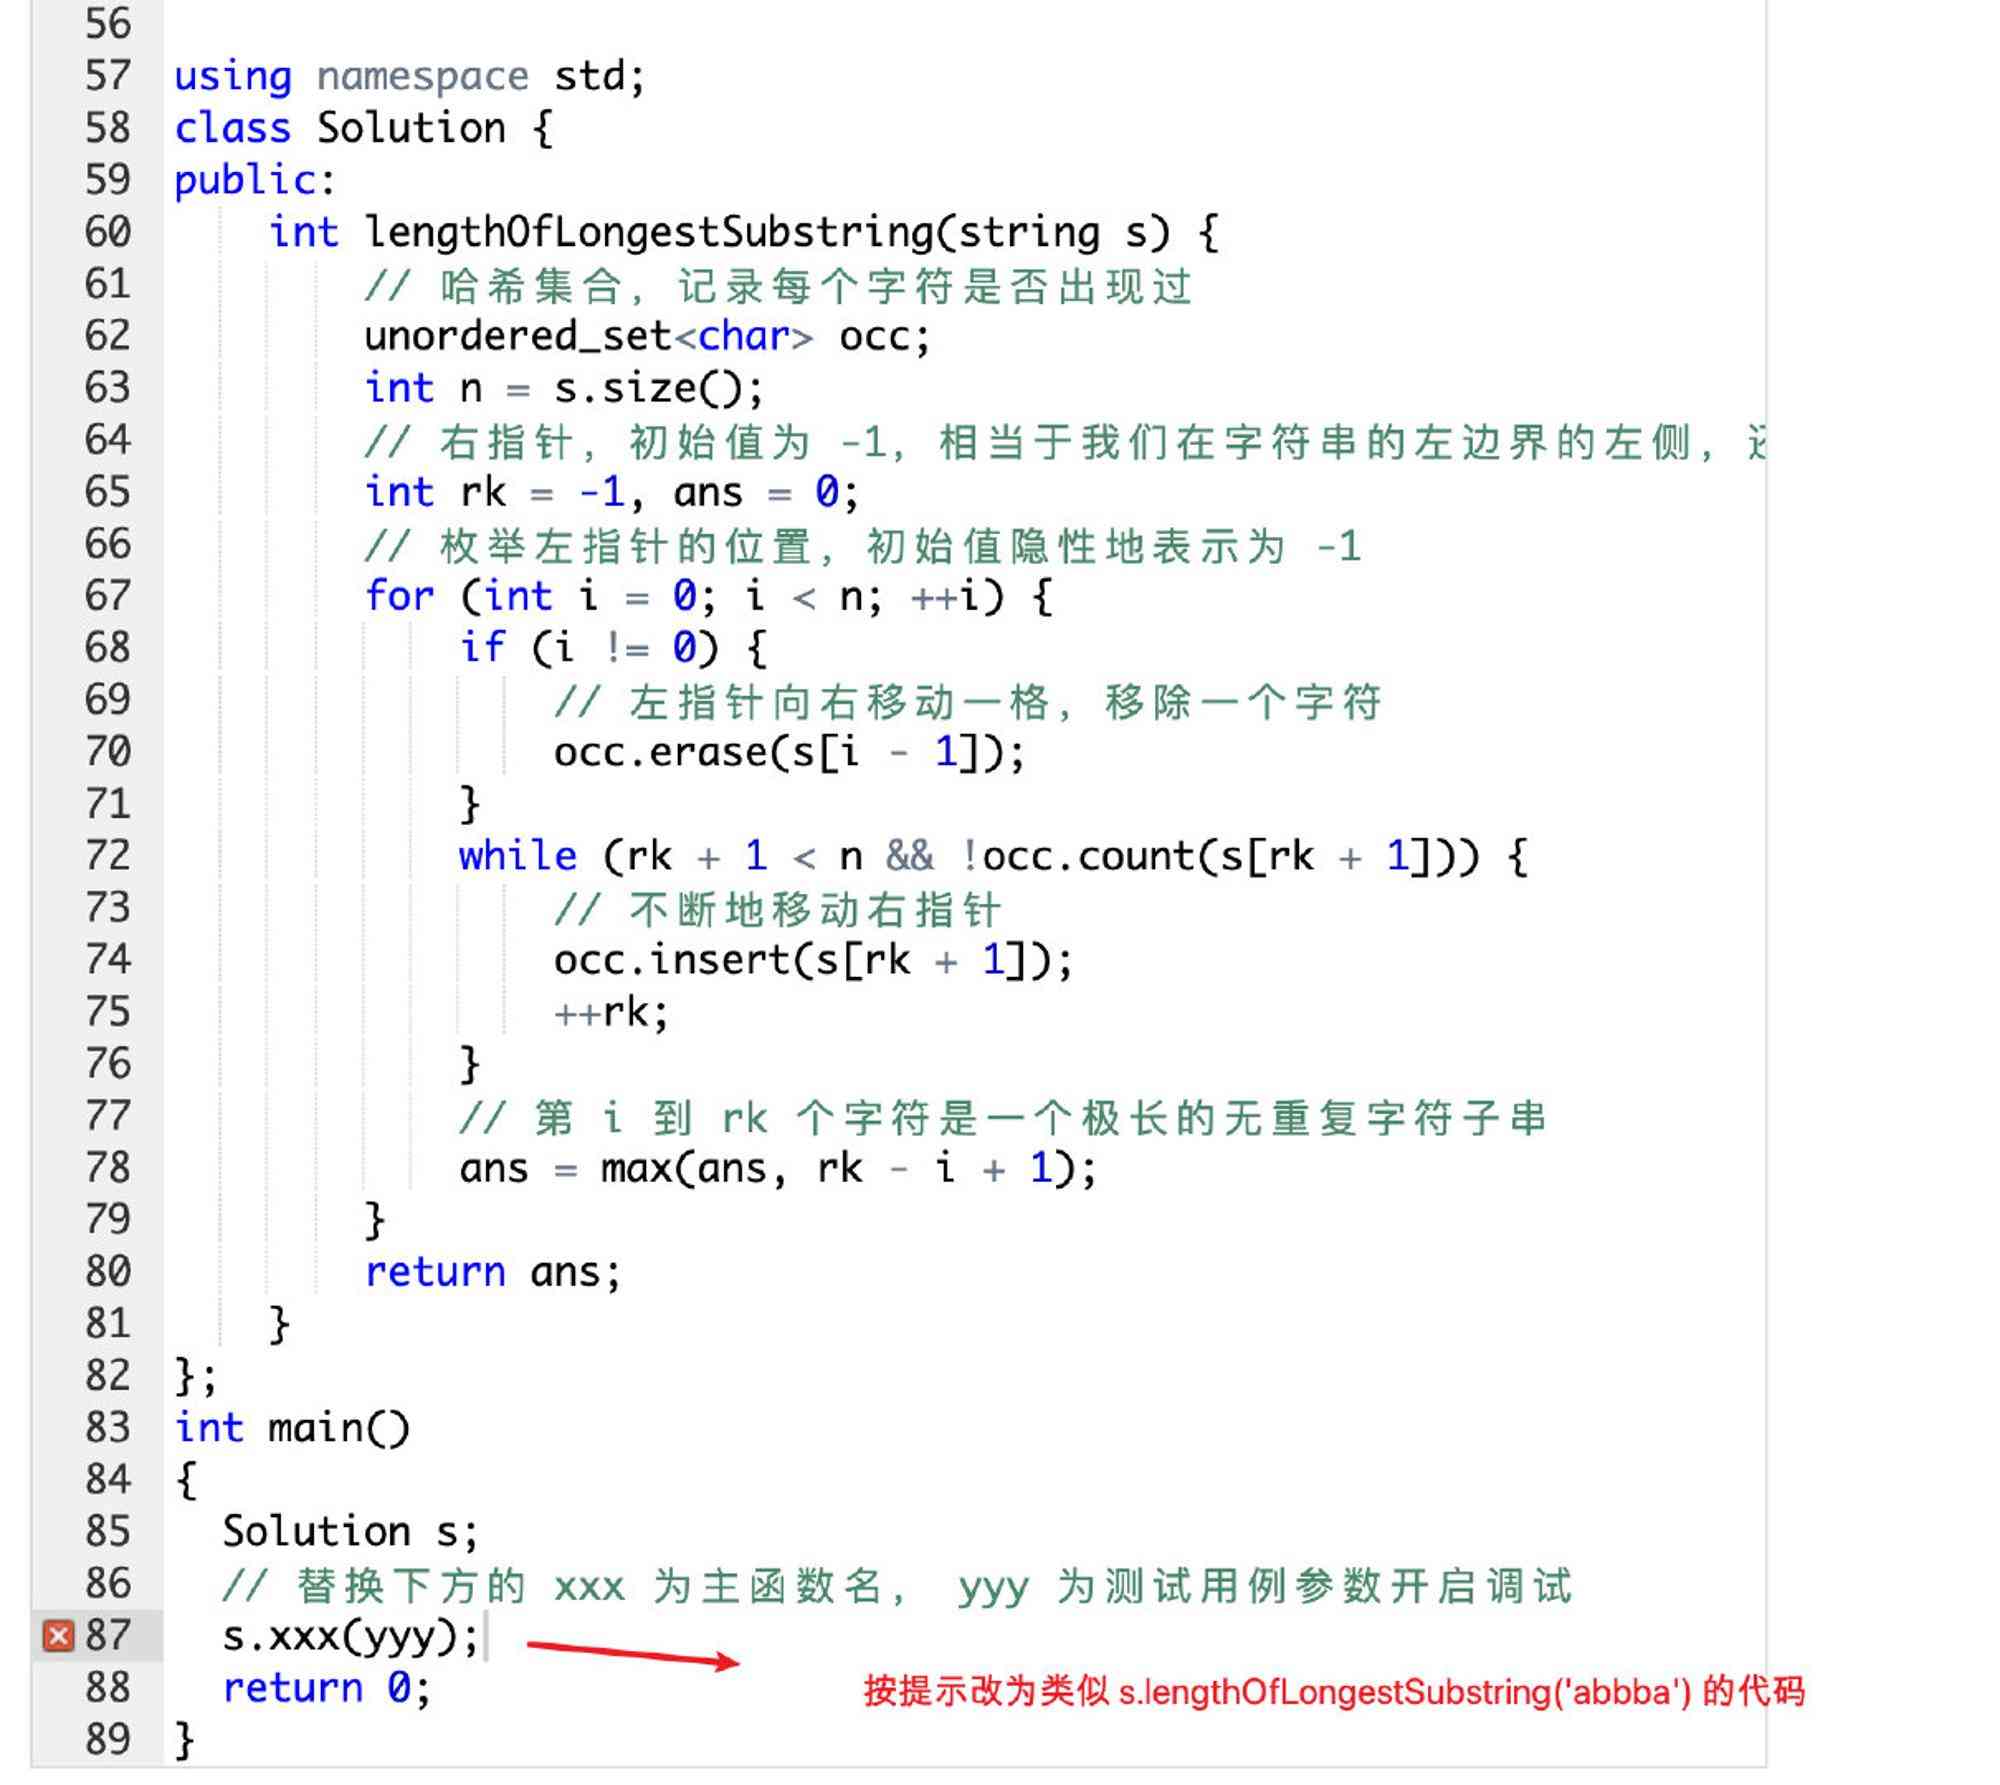 56
57 using namespace std;
58 class Solution {
59 public:
60 int lengthOfLongestSubstring(string s) {
61 // 哈希集合，记录每个字符是否出现过
62 unordered_set<char> occ;
63 int n = s.size();
64 // 右指针，初始值为 -1，相当于我们在字符串的左边界的左侧，
65 int rk = -1, ans = 0;
66 // 枚举左指针的位置，初始值隐性地表示为 -1
67 for (int i = 0; i < n; ++i) {
68 if (i != 0) {
69 // 左指针向右移动一格，移除一个字符
70 occ.erase(s[i - 1]);
71 }
72 while (rk + 1 < n && !occ.count(s[rk + 1])) {
73 // 不断地移动右指针
74 occ.insert(s[rk + 1]);
75 ++rk;
76 }
77 // 第 i 到 rk 个字符是一个极长的无重复字符子串
78 ans = max(ans, rk - i + 1);
79 }
80 return ans;
81 }
82 };
83 int main()
84 {
85 Solution s;
86 // 替换下方的 xxx 为主函数名， yyy 为测试用例参数开启调试
87 s.xxx(yyy);
88 return 0;
按提示改为类似 s.lengthOfLongestSubstring('abbba') 的代码
89 }